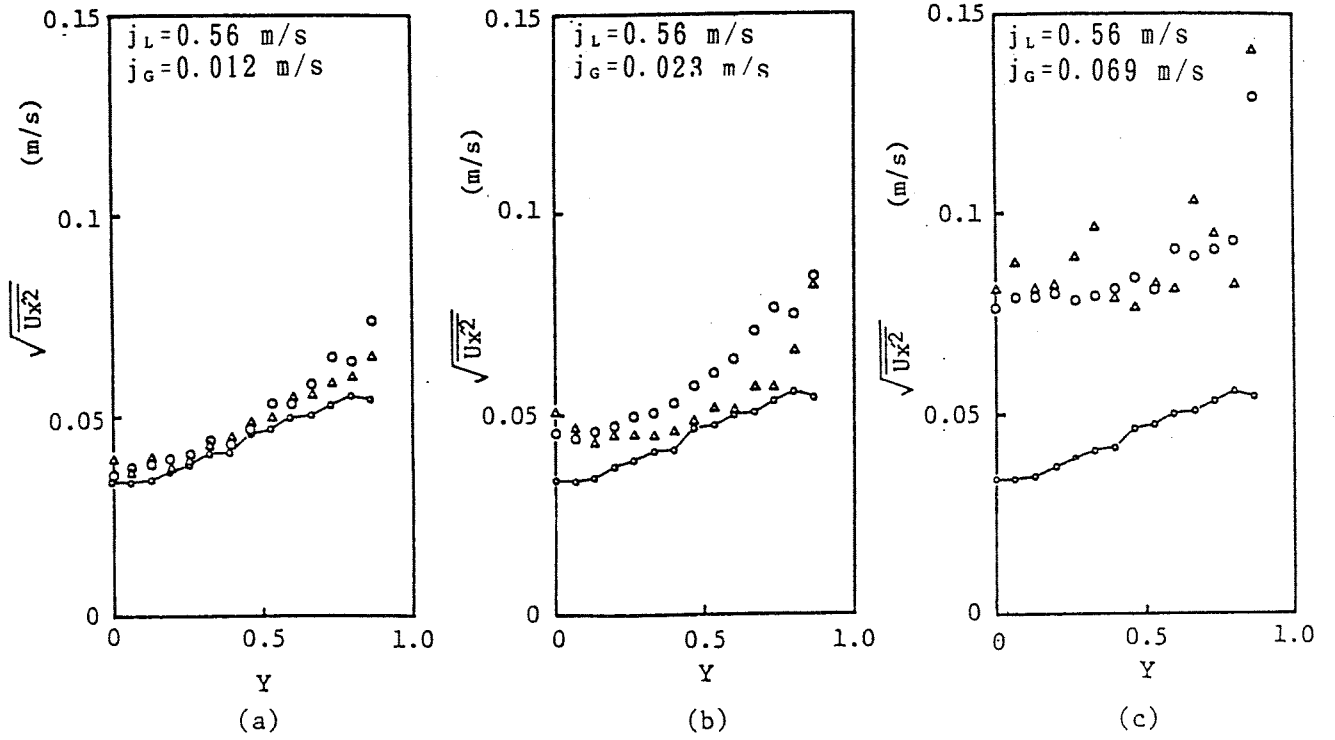 0.15
j_L=0.56 m/s
j_G=0.012 m/s
(m/s)
0.1
√Ux²
0.05
0
0 0.5 1.0
Y
(a)
0.15
j_L=0.56 m/s
j_G=0.023 m/s
(m/s)
0.1
√Ux²
0.05
0
0 0.5 1.0
Y
(b)
0.15
j_L=0.56 m/s
j_G=0.069 m/s
(m/s)
0.1
√Ux²
0.05
0
0 0.5 1.0
Y
(c)